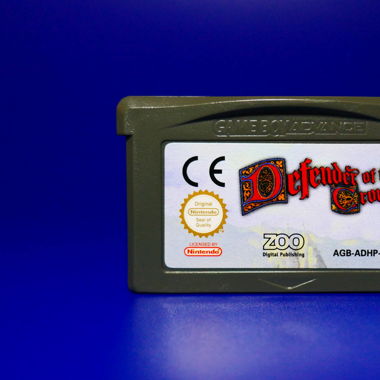 GAME BOY ADVANCE
CE
Defender of
Original
Nintendo
Seal of
Quality
LICENSED BY
Nintendo
ZOO
Digital Publishing
AGB-ADHP-